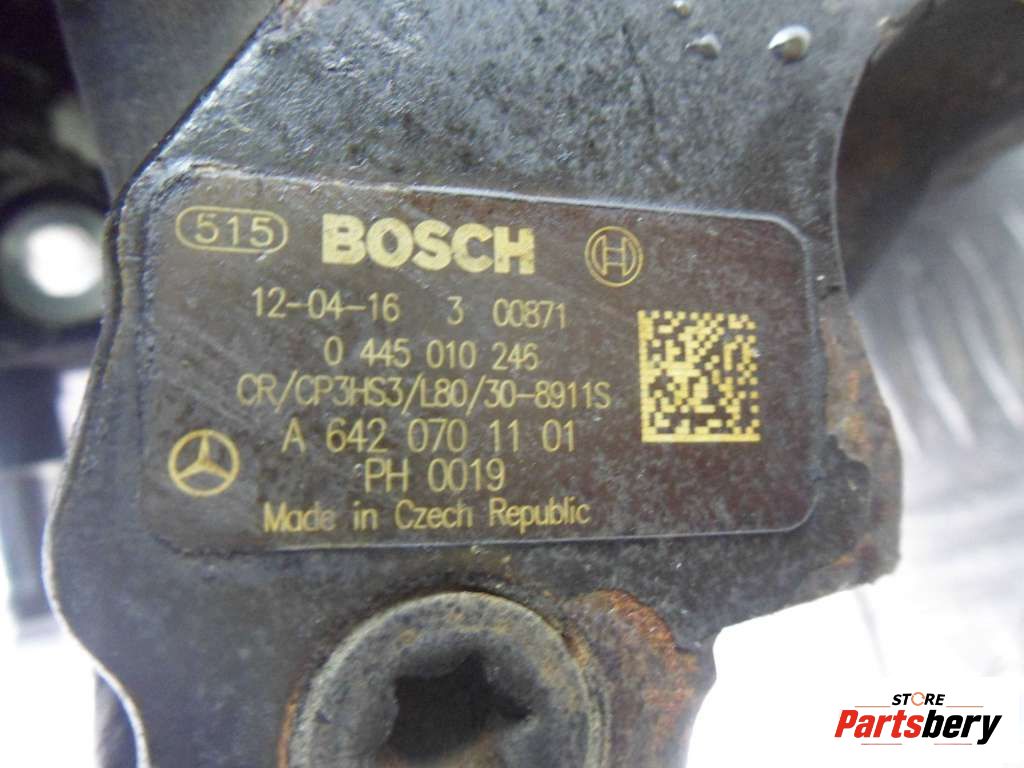 515 BOSCH
12-04-16 3 00871
0 445 010 246
CR/CP3HS3/L80/30-8911S
A 642 070 11 01
PH 0019
Made in Czech Republic
STORE
Partsbery